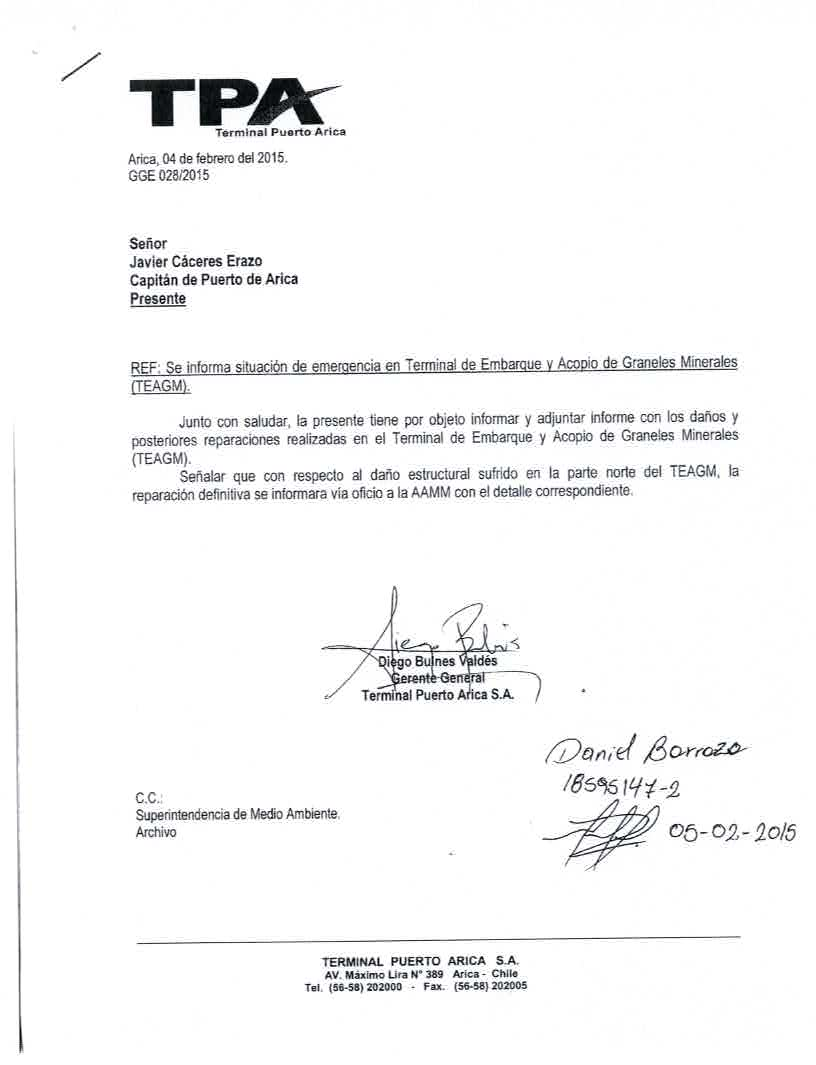 TPA
Terminal Puerto Arica
Arica, 04 de febrero del 2015.
GGE 028/2015
Señor
Javier Cáceres Erazo
Capitán de Puerto de Arica
Presente
REF: Se informa situación de emergencia en Terminal de Embarque y Acopio de Graneles Minerales
(TEAGM).
Junto con saludar, la presente tiene por objeto informar y adjuntar informe con los daños y
posteriores reparaciones realizadas en el Terminal de Embarque y Acopio de Graneles Minerales
(TEAGM).
Señalar que con respecto al daño estructural sufrido en la parte norte del TEAGM, la
reparación definitiva se informara vía oficio a la AAMM con el detalle correspondiente.
Diego Bulnes
Diego Bulnes Valdés
Gerente General
Terminal Puerto Arica S.A.
Daniel Barraza
18595147-2
05-02-2015
C.C.:
Superintendencia de Medio Ambiente.
Archivo
TERMINAL PUERTO ARICA S.A.
AV. Máximo Lira N° 389 Arica - Chile
Tel. (56-58) 202000 - Fax. (56-58) 202005